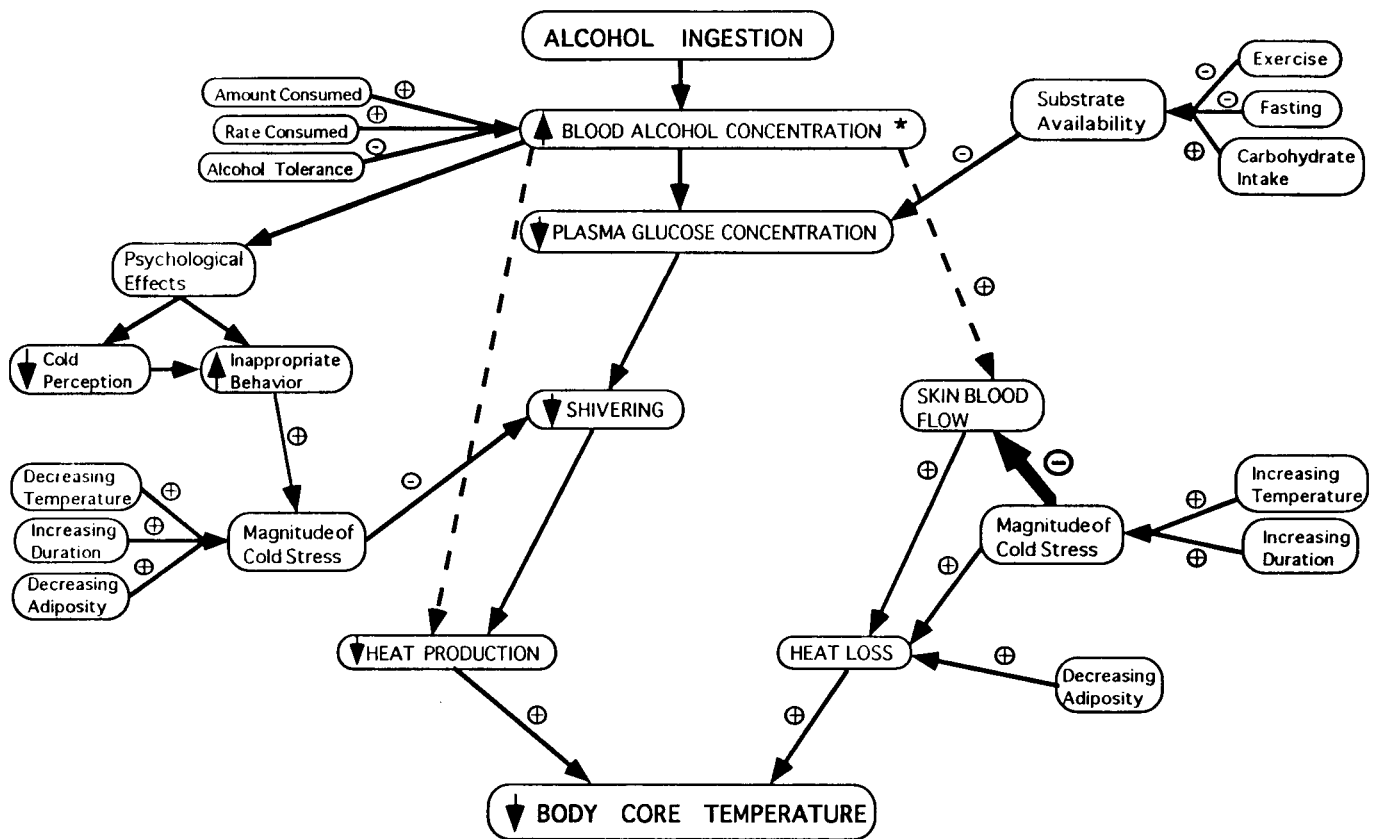 ALCOHOL INGESTION
Amount Consumed
Rate Consumed
Alcohol Tolerance
⊕
⊕
⊖
BLOOD ALCOHOL CONCENTRATION *
Substrate
Availability
Exercise
Fasting
Carbohydrate
Intake
⊖
⊖
⊕
⊖
PLASMA GLUCOSE CONCENTRATION
Psychological
Effects
⊕
Cold
Perception
Inappropriate
Behavior
SHIVERING
SKIN BLOOD
FLOW
⊕
⊖
⊕
⊖
Decreasing
Temperature
Increasing
Duration
Decreasing
Adiposity
⊕
⊕
⊕
Magnitude of
Cold Stress
Magnitude of
Cold Stress
Increasing
Temperature
Increasing
Duration
⊕
⊕
⊕
HEAT PRODUCTION
HEAT LOSS
⊕
Decreasing
Adiposity
⊕
⊕
BODY CORE TEMPERATURE